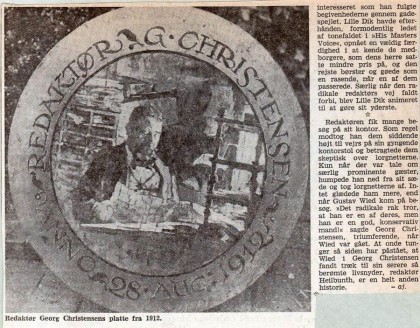 REDAKTØR G. CHRISTENSEN
28 AUG. 1912
Redaktør Georg Christensens platte fra 1912.
interesseret som han fulgte
begivenhederne gennem gade-
spejlet. Lille Dik havde efter-
hånden, formodentlig ledet
af tonefaldet i »His Masters
Voice«, opnået en vældig fær-
dighed i at kende de med-
borgere, som dens herre sat-
te mindre pris på, og den
rejste børster og gøede som
en rasende, når en af dem
passerede. Særlig når den ra-
dikale redaktørs vej faldt
forbi, blev Lille Dik animeret
til at gøre sit yderste.
★
Redaktøren fik mange be-
søg på sit kontor. Som regel
modtog han dem siddende
højt til vejrs på sin gyngende
kontorstol og betragtede dem
skeptisk over lorgnetterne.
Kun når der var tale om
særlig prominente gæster,
humpede han ned fra sit sæ-
de og tog lorgnetterne af. In-
tet glædede ham mere, end
når Gustav Wied kom på be-
søg. »Det radikale rak tror,
at han er en af deres, men
han er en god, konservativ
mand!« sagde Georg Chri-
stensen, triumferende, når
Wied var gået. At onde tun-
ger så siden har påstået, at
Wied i Georg Christensen
fandt træk til sin senere så
berømte livsnyder, redaktør
Heilbunth, er en helt anden
historie. - aj.